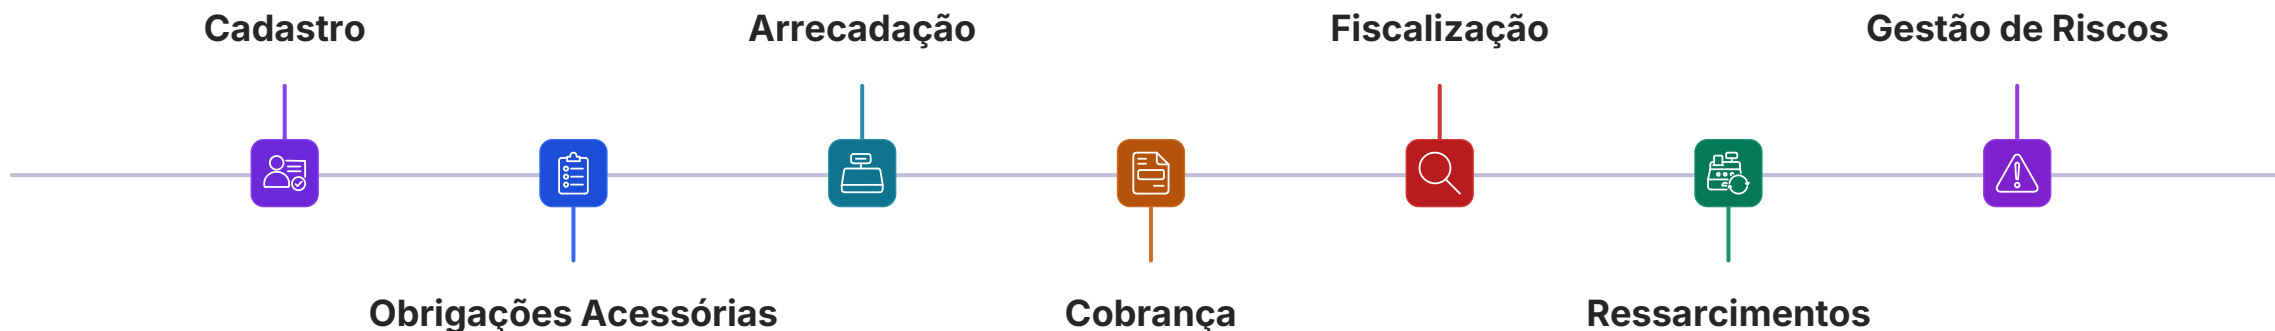 Cadastro
Arrecadação
Fiscalização
Gestão de Riscos
Obrigações Acessórias
Cobrança
Ressarcimentos